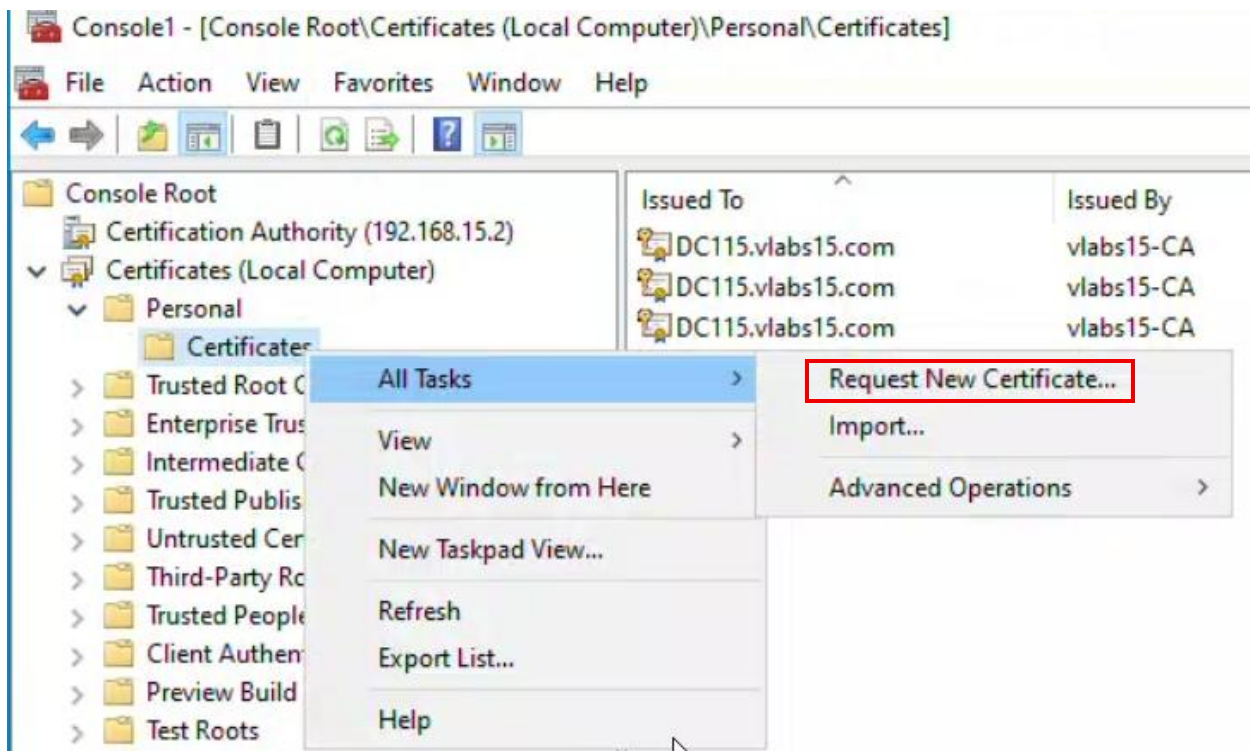 Console1 - [Console Root\Certificates (Local Computer)\Personal\Certificates]
File Action View Favorites Window Help
Console Root
Certification Authority (192.168.15.2)
Certificates (Local Computer)
Personal
Certificates
Trusted Root C
Enterprise Trus
Intermediate C
Trusted Publis
Untrusted Cer
Third-Party Ro
Trusted People
Client Authen
Preview Build
Test Roots
Issued To Issued By
DC115.vlabs15.com vlabs15-CA
DC115.vlabs15.com vlabs15-CA
DC115.vlabs15.com vlabs15-CA
All Tasks
View
New Window from Here
New Taskpad View...
Refresh
Export List...
Help
Request New Certificate...
Import...
Advanced Operations